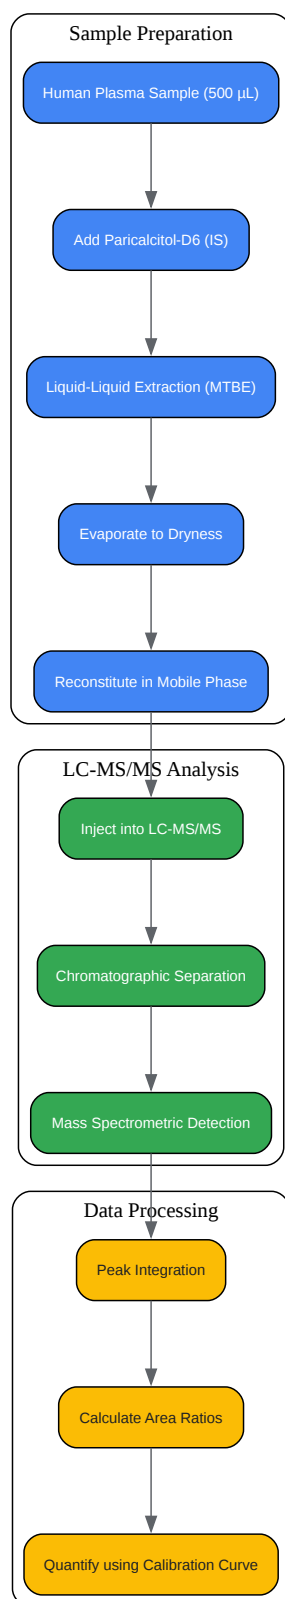 Sample Preparation
Human Plasma Sample (500 µL)
Add Paricalcitol-D6 (IS)
Liquid-Liquid Extraction (MTBE)
Evaporate to Dryness
Reconstitute in Mobile Phase
LC-MS/MS Analysis
Inject into LC-MS/MS
Chromatographic Separation
Mass Spectrometric Detection
Data Processing
Peak Integration
Calculate Area Ratios
Quantify using Calibration Curve